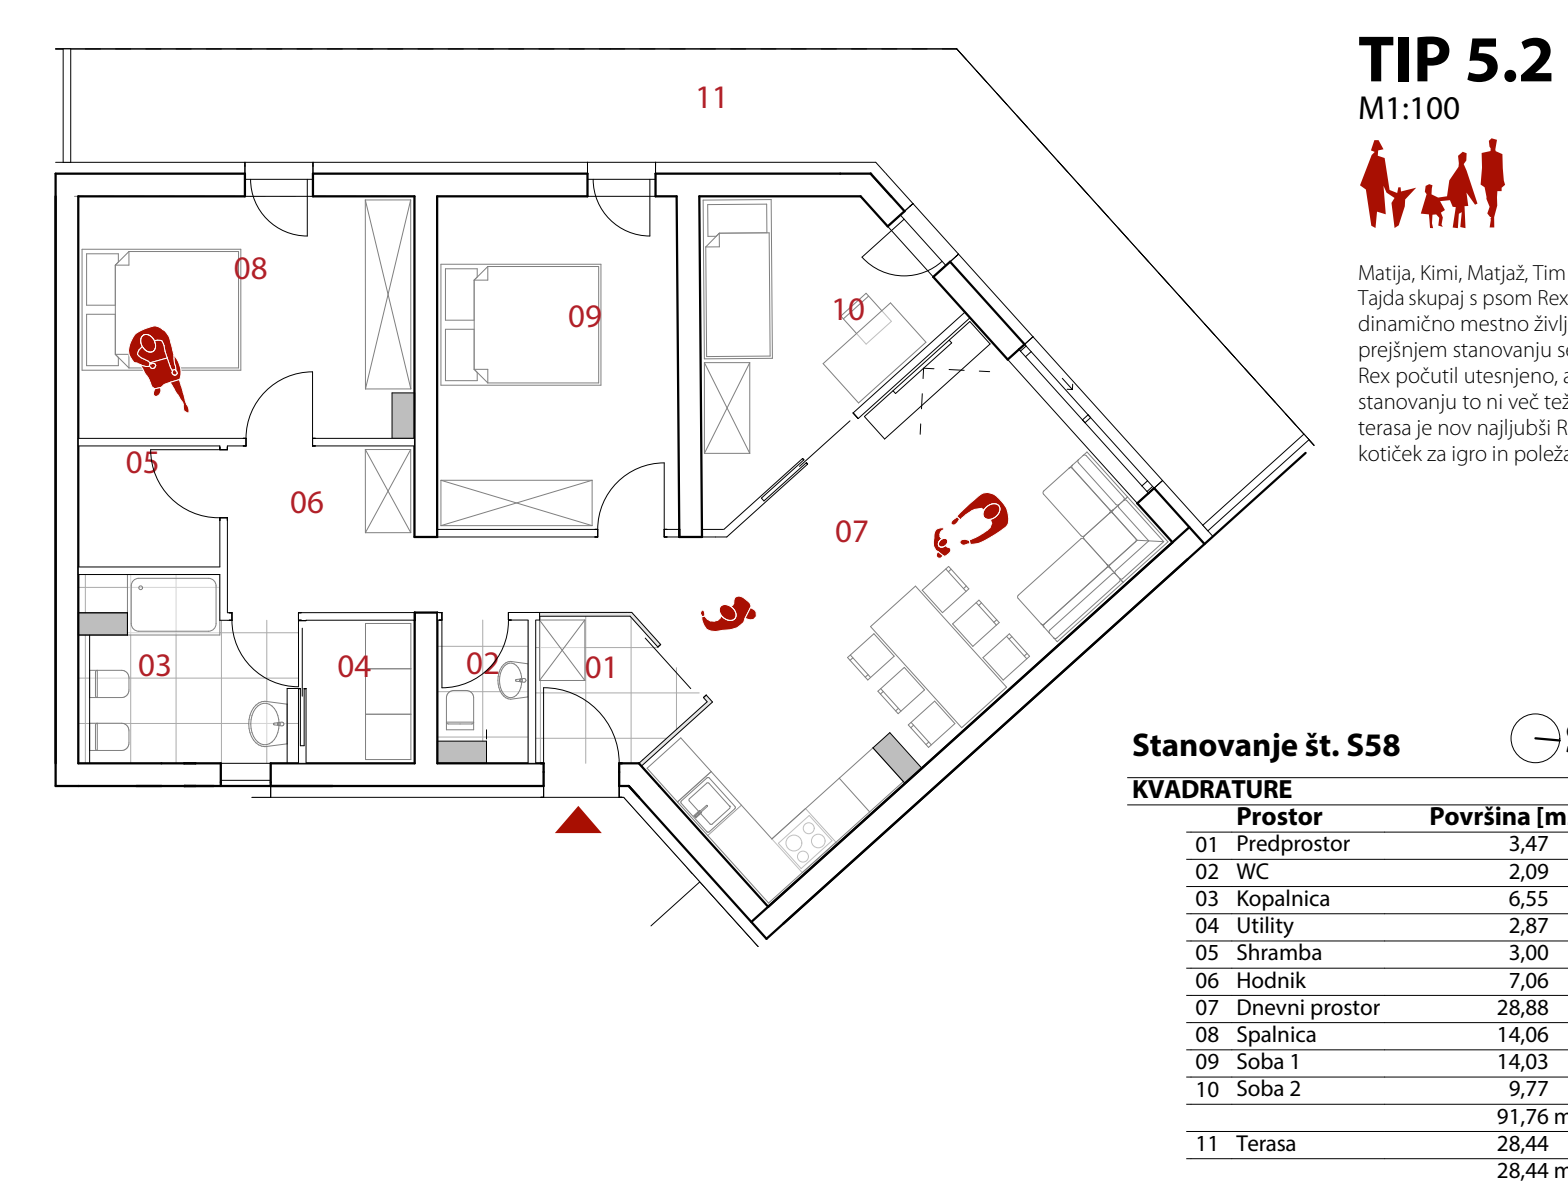 TIP 5.2
M1:100
Matija, Kimi, Matjaž, Tim
Tajda skupaj s psom Rex
dinamično mestno življ
prejšnjem stanovanju se
Rex počutil utesnjeno, a
stanovanju to ni več tež
terasa je nov najljubši R
kotiček za igro in poleža
11
08
09
10
05
06
07
03
04
02
01
Stanovanje št. S58
KVADRATURE
Prostor Površina [m
01 Predprostor 3,47
02 WC 2,09
03 Kopalnica 6,55
04 Utility 2,87
05 Shramba 3,00
06 Hodnik 7,06
07 Dnevni prostor 28,88
08 Spalnica 14,06
09 Soba 1 14,03
10 Soba 2 9,77
91,76 m
11 Terasa 28,44
28,44 m